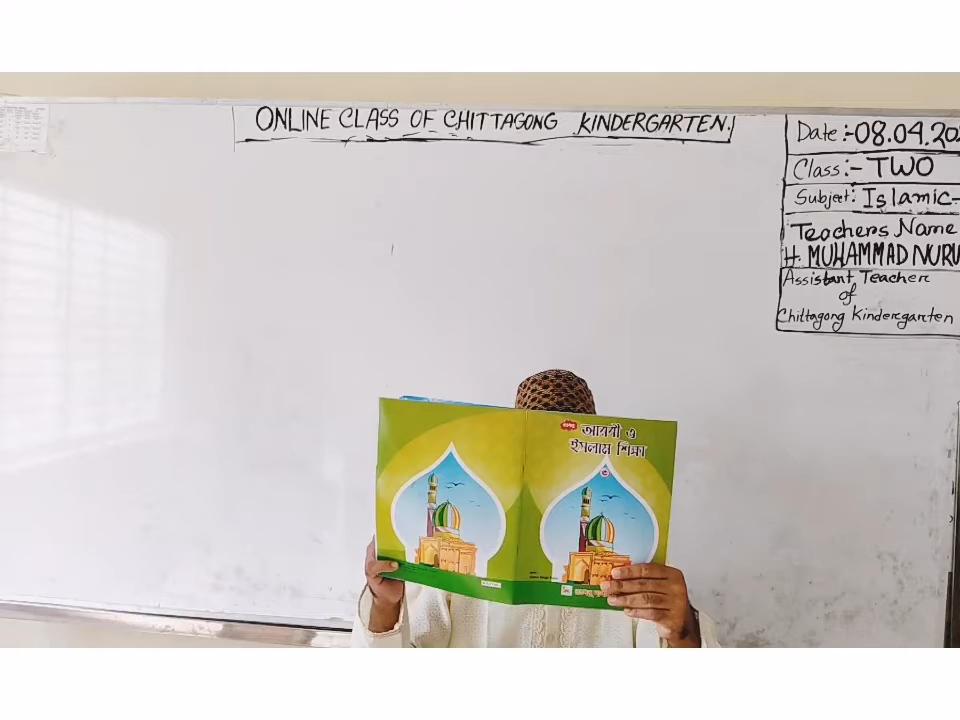 ONLINE CLASS OF CHITTAGONG KINDERGARTEN.
Date:-08.04.202
Class:- TWO
Subject: Islamic-
Teachers Name
H. MUHAMMAD NURU
Assistant Teacher
of
Chittagong Kindergarten
আরবী ও
ইসলাম শিক্ষা